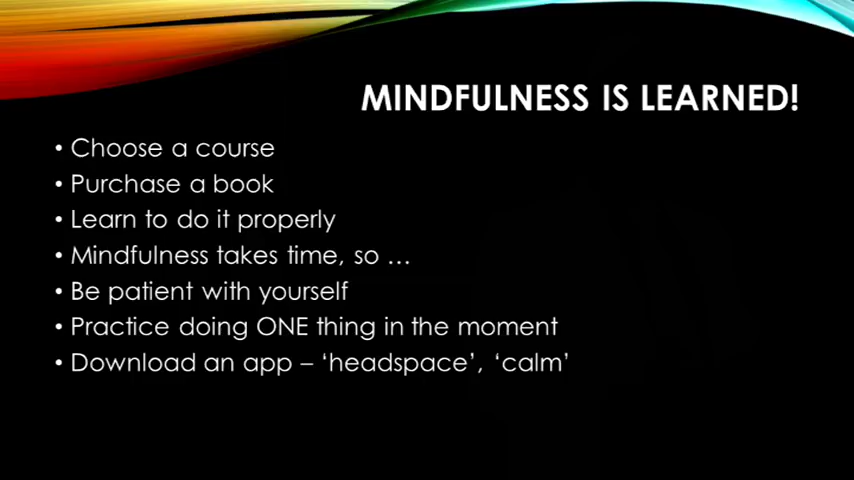 MINDFULNESS IS LEARNED!
• Choose a course
• Purchase a book
• Learn to do it properly
• Mindfulness takes time, so …
• Be patient with yourself
• Practice doing ONE thing in the moment
• Download an app – ‘headspace’, ‘calm’